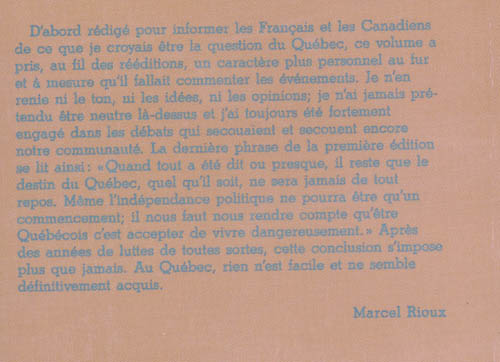 D'abord rédigé pour informer les Français et les Canadiens
de ce que je croyais être la question du Québec, ce volume a
pris, au fil des rééditions, un caractère plus personnel au fur
et à mesure qu'il fallait commenter les événements. Je n'en
renie ni le ton, ni les idées, ni les opinions; je n'ai jamais pré-
tendu être neutre là-dessus et j'ai toujours été fortement
engagé dans les débats qui secouaient et secouent encore
notre communauté. La dernière phrase de la première édition
se lit ainsi: «Quand tout a été dit ou presque, il reste que le
destin du Québec, quel qu'il soit, ne sera jamais de tout
repos. Même l'indépendance politique ne pourra être qu'un
commencement; il nous faut nous rendre compte qu'être
Québécois c'est accepter de vivre dangereusement.» Après
des années de luttes de toutes sortes, cette conclusion s'impose
plus que jamais. Au Québec, rien n'est facile et ne semble
définitivement acquis.
Marcel Rioux